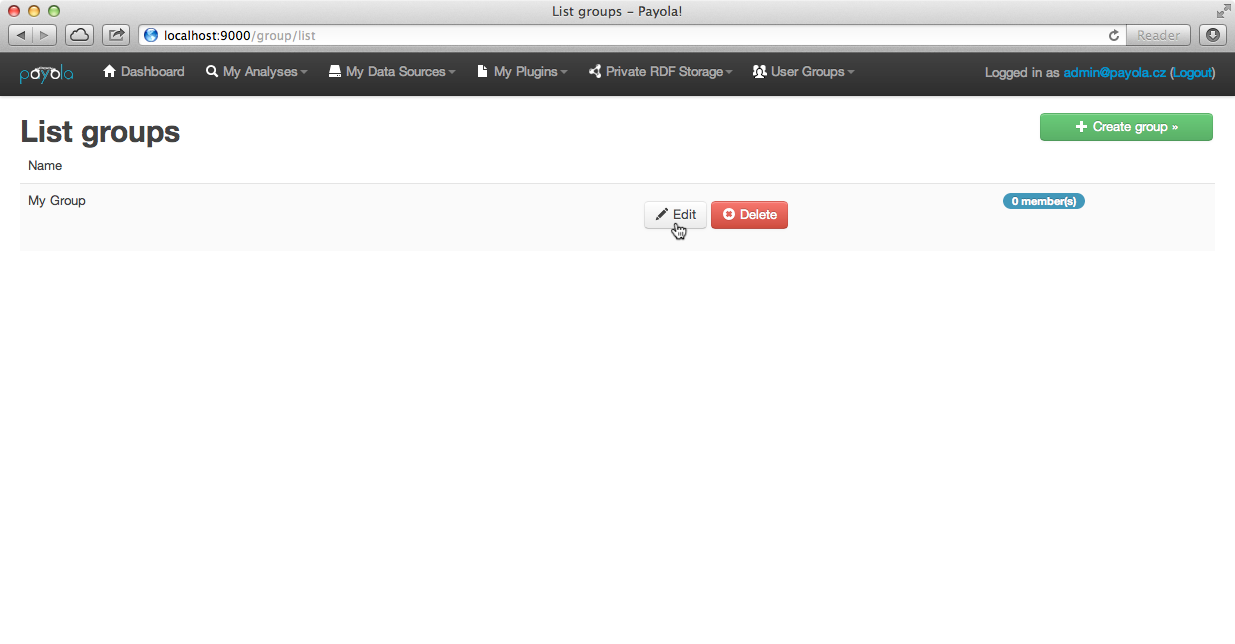 List groups – Payola!
localhost:9000/group/list
Reader
payola
Dashboard
My Analyses
My Data Sources
My Plugins
Private RDF Storage
User Groups
Logged in as admin@payola.cz (Logout)
List groups
Create group »
Name
My Group
Edit
Delete
0 member(s)